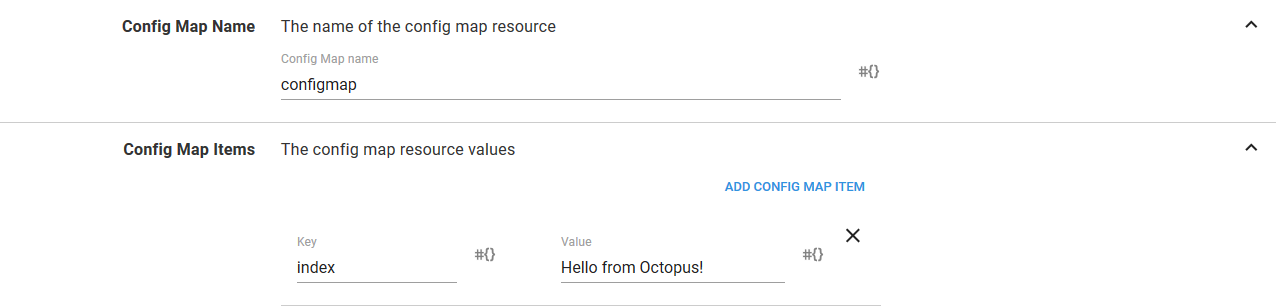 Config Map Name The name of the config map resource
Config Map name
configmap #{}
Config Map Items The config map resource values
ADD CONFIG MAP ITEM
Key Value
index #{} Hello from Octopus! #{}